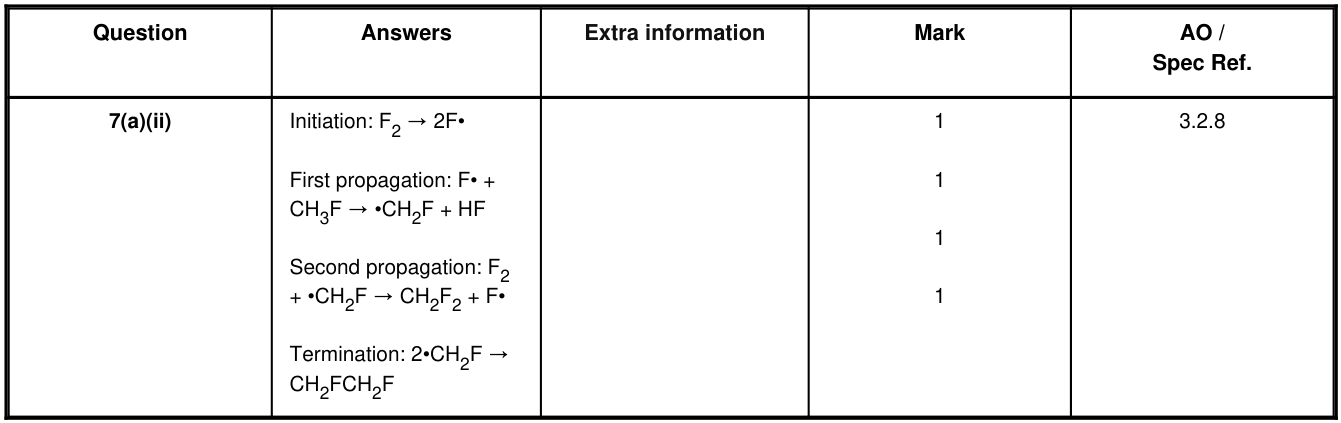 Question Answers Extra information Mark AO /
Spec Ref.
7(a)(ii) Initiation: F₂ → 2F• 1 3.2.8
First propagation: F• + 1
CH₃F → •CH₂F + HF
1
Second propagation: F₂
+ •CH₂F → CH₂F₂ + F• 1
Termination: 2•CH₂F →
CH₂FCH₂F